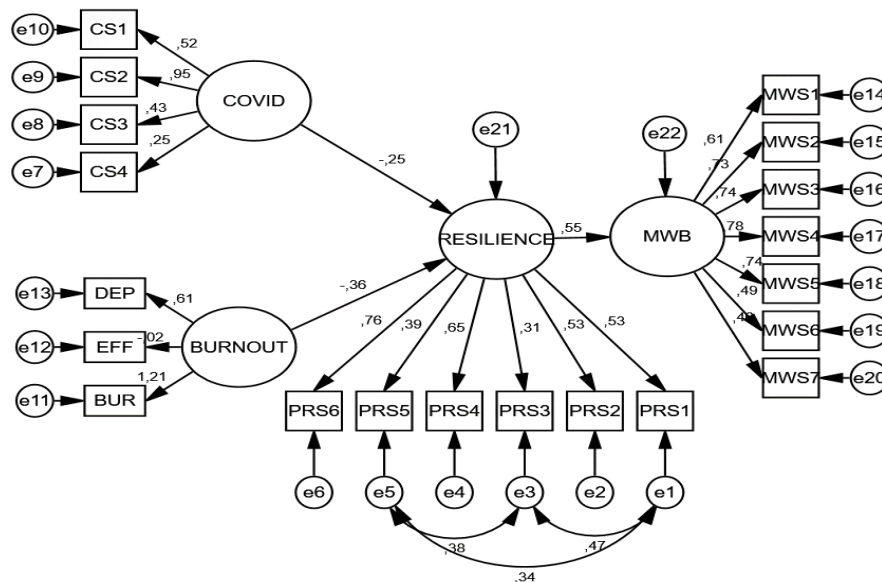 e10 CS1
,52
e9 CS2
,95
COVID
e8 CS3
,43
e7 CS4
,25
-,25
e21
e22
RESILIENCE
,55
MWB
,61
MWS1 e14
,73
MWS2 e15
,74
MWS3 e16
,78
MWS4 e17
,74
MWS5 e18
,49
MWS6 e19
MWS7 e20
e13 DEP
,61
e12 EFF
-,02
BURNOUT
e11 BUR
1,21
-,36
,76 ,39 ,65 ,31 ,53 ,53
PRS6 PRS5 PRS4 PRS3 PRS2 PRS1
e6 e5 e4 e3 e2 e1
,38 ,47
,34